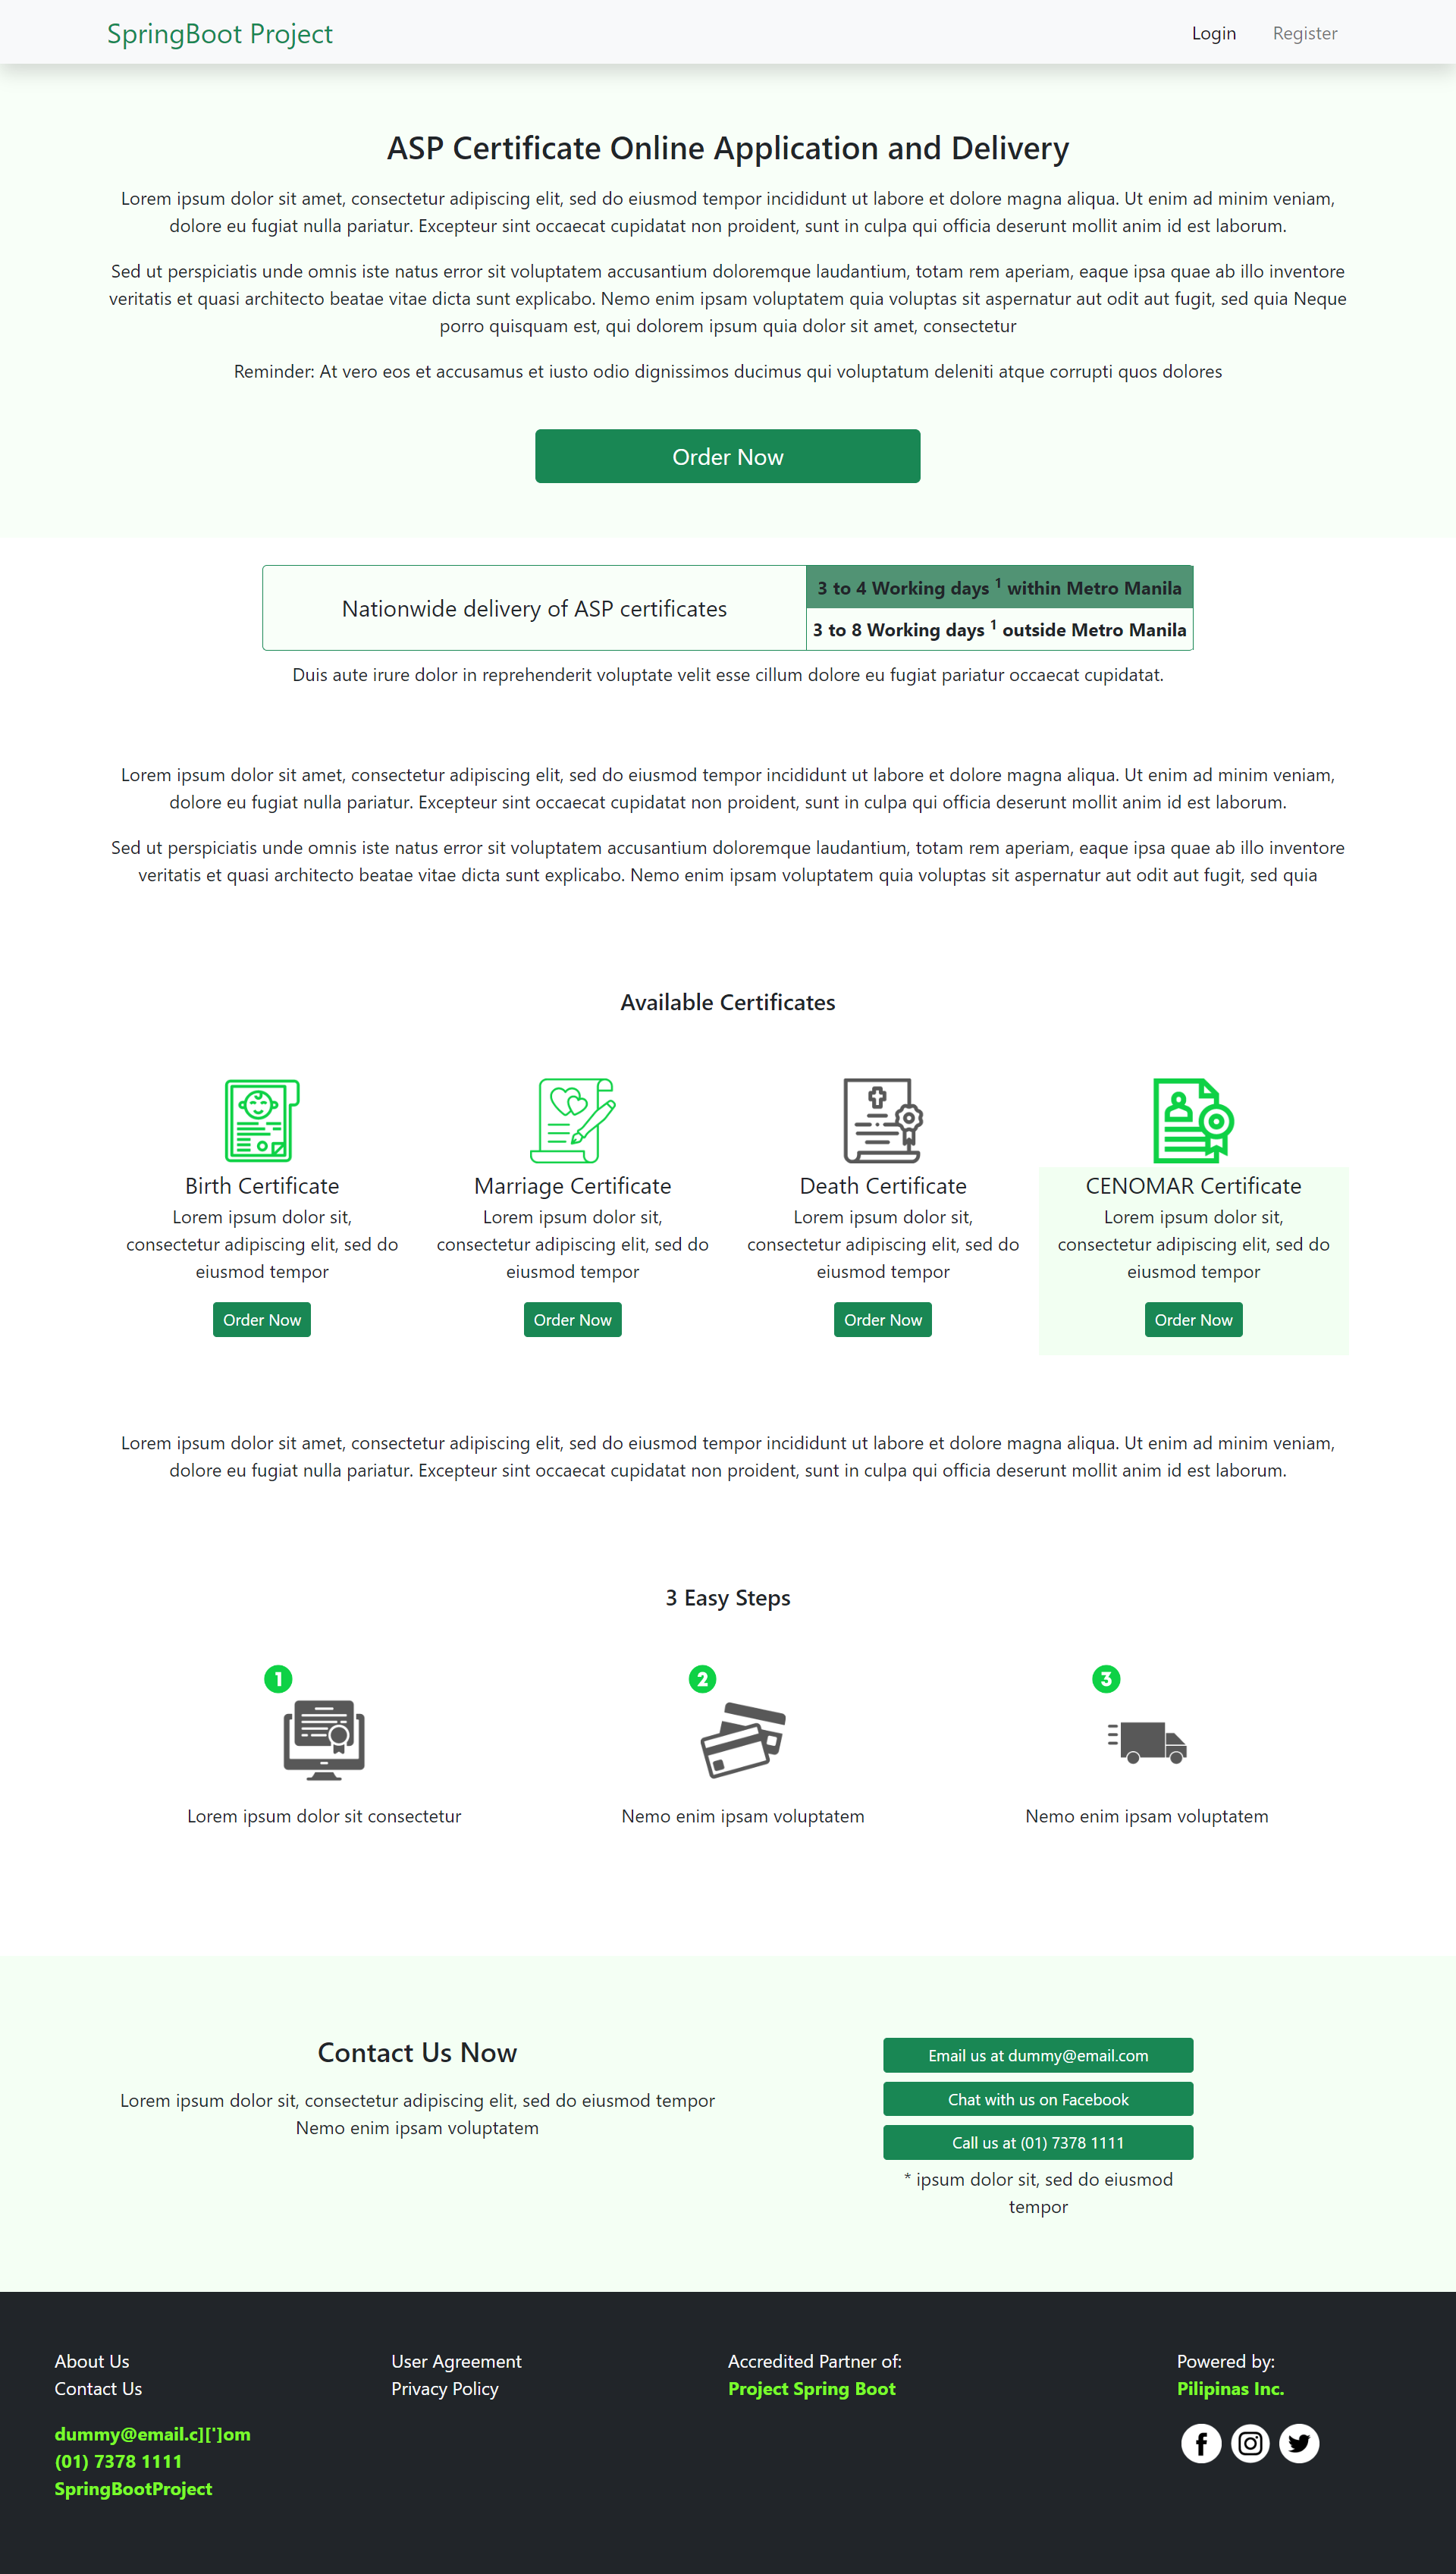 SpringBoot Project
Login
Register
ASP Certificate Online Application and Delivery
Lorem ipsum dolor sit amet, consectetur adipiscing elit, sed do eiusmod tempor incididunt ut labore et dolore magna aliqua. Ut enim ad minim veniam,
dolore eu fugiat nulla pariatur. Excepteur sint occaecat cupidatat non proident, sunt in culpa qui officia deserunt mollit anim id est laborum.
Sed ut perspiciatis unde omnis iste natus error sit voluptatem accusantium doloremque laudantium, totam rem aperiam, eaque ipsa quae ab illo inventore
veritatis et quasi architecto beatae vitae dicta sunt explicabo. Nemo enim ipsam voluptatem quia voluptas sit aspernatur aut odit aut fugit, sed quia Neque
porro quisquam est, qui dolorem ipsum quia dolor sit amet, consectetur
Reminder: At vero eos et accusamus et iusto odio dignissimos ducimus qui voluptatum deleniti atque corrupti quos dolores
Order Now
Nationwide delivery of ASP certificates
3 to 4 Working days 1 within Metro Manila
3 to 8 Working days 1 outside Metro Manila
Duis aute irure dolor in reprehenderit voluptate velit esse cillum dolore eu fugiat pariatur occaecat cupidatat.
Lorem ipsum dolor sit amet, consectetur adipiscing elit, sed do eiusmod tempor incididunt ut labore et dolore magna aliqua. Ut enim ad minim veniam,
dolore eu fugiat nulla pariatur. Excepteur sint occaecat cupidatat non proident, sunt in culpa qui officia deserunt mollit anim id est laborum.
Sed ut perspiciatis unde omnis iste natus error sit voluptatem accusantium doloremque laudantium, totam rem aperiam, eaque ipsa quae ab illo inventore
veritatis et quasi architecto beatae vitae dicta sunt explicabo. Nemo enim ipsam voluptatem quia voluptas sit aspernatur aut odit aut fugit, sed quia
Available Certificates
Birth Certificate
Lorem ipsum dolor sit,
consectetur adipiscing elit, sed do
eiusmod tempor
Order Now
Marriage Certificate
Lorem ipsum dolor sit,
consectetur adipiscing elit, sed do
eiusmod tempor
Order Now
Death Certificate
Lorem ipsum dolor sit,
consectetur adipiscing elit, sed do
eiusmod tempor
Order Now
CENOMAR Certificate
Lorem ipsum dolor sit,
consectetur adipiscing elit, sed do
eiusmod tempor
Order Now
Lorem ipsum dolor sit amet, consectetur adipiscing elit, sed do eiusmod tempor incididunt ut labore et dolore magna aliqua. Ut enim ad minim veniam,
dolore eu fugiat nulla pariatur. Excepteur sint occaecat cupidatat non proident, sunt in culpa qui officia deserunt mollit anim id est laborum.
3 Easy Steps
1
Lorem ipsum dolor sit consectetur
2
Nemo enim ipsam voluptatem
3
Nemo enim ipsam voluptatem
Contact Us Now
Lorem ipsum dolor sit, consectetur adipiscing elit, sed do eiusmod tempor
Nemo enim ipsam voluptatem
Email us at dummy@email.com
Chat with us on Facebook
Call us at (01) 7378 1111
* ipsum dolor sit, sed do eiusmod
tempor
About Us
Contact Us
dummy@email.c][']om
(01) 7378 1111
SpringBootProject
User Agreement
Privacy Policy
Accredited Partner of:
Project Spring Boot
Powered by:
Pilipinas Inc.